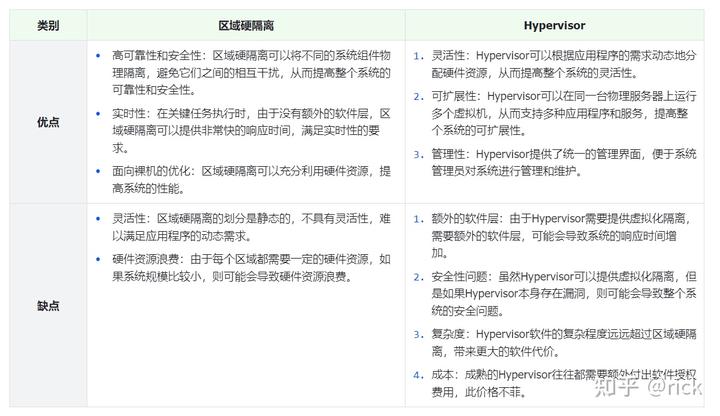 类别
区域硬隔离
Hypervisor
优点
高可靠性和安全性：区域硬隔离可以将不同的系统组件物
理隔离，避免它们之间的相互干扰，从而提高整个系统的
可靠性和安全性。
实时性：在关键任务执行时，由于没有额外的软件层，区
域硬隔离可以提供非常快的响应时间，满足实时性的要
求。
面向裸机的优化：区域硬隔离可以充分利用硬件资源，提
高系统的性能。
1. 灵活性：Hypervisor可以根据应用程序的需求动态地分
配硬件资源，从而提高整个系统的灵活性。
2. 可扩展性：Hypervisor可以在同一台物理服务器上运行
多个虚拟机，从而支持多种应用程序和服务，提高整
个系统的可扩展性。
3. 管理性：Hypervisor提供了统一的管理界面，便于系统
管理员对系统进行管理和维护。
缺点
灵活性：区域硬隔离的划分是静态的，不具有灵活性，难
以满足应用程序的动态需求。
硬件资源浪费：由于每个区域都需要一定的硬件资源，如
果系统规模比较小，则可能会导致硬件资源浪费。
1. 额外的软件层：由于Hypervisor需要提供虚拟化隔离，
需要额外的软件层，可能会导致系统的响应时间增
加。
2. 安全性问题：虽然Hypervisor可以提供虚拟化隔离，但
是如果Hypervisor本身存在漏洞，则可能会导致整个系统
的安全问题。
3. 复杂度：Hypervisor软件的复杂程度远远超过区域硬隔
离，带来更大的软件代价。
4. 成本：成熟的Hypervisor往往都需要额外付出软件授权
费用，此价格不菲。
知乎 @rick